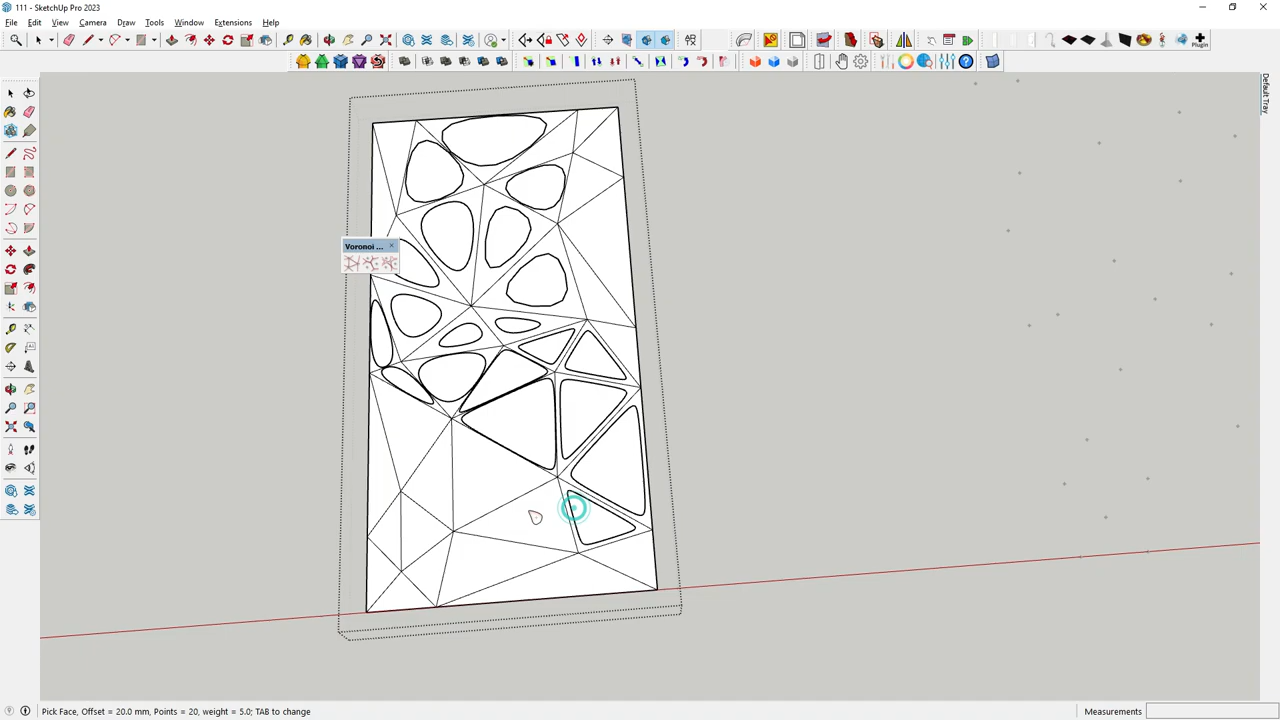 111 - SketchUp Pro 2023
File Edit View Camera Draw Tools Window Extensions Help
Plugin
Default Tray
Voronoi ...
Pick Face, Offset = 20.0 mm, Points = 20, weight = 5.0; TAB to change
Measurements